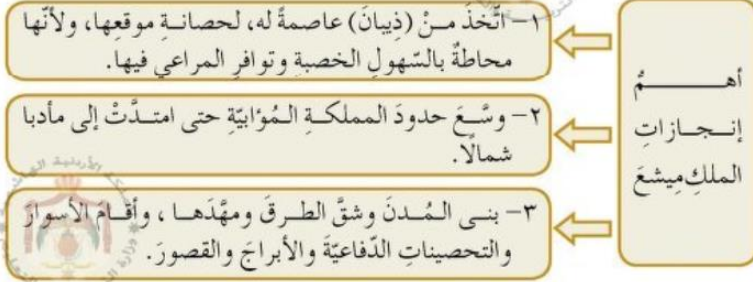 أهمُّ
إنجازاتِ
الملكِ مِيشعَ
١- اتّخذَ منْ (ذِيبانَ) عاصمةً له، لحصانةِ موقعِها، ولأنّها
محاطةٌ بالسّهولِ الخصبةِ وتوافرِ المراعي فيها.
٢- وسَّعَ حدودَ المملكةِ المُؤابيّةِ حتى امتدَّتْ إلى مأدبا
شمالًا.
٣- بنى المُدنَ وشقَّ الطرقَ ومهَّدَها، وأقامَ الأسوارَ
والتحصيناتِ الدّفاعيّةَ والأبراجَ والقصورَ.